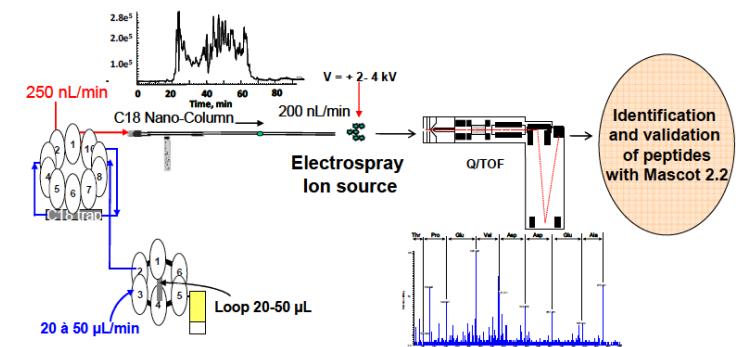 2.8e5
2.0e5
1.0e5
0
20
40
60
80
Time, min
V = + 2- 4 kV
250 nL/min
C18 Nano-Column
200 nL/min
Electrospray
Ion source
Q/TOF
Identification
and validation
of peptides
with Mascot 2.2
1
2
10
4
8
5
6
7
C18 trap
1
2
6
3
4
5
Loop 20-50 µL
20 à 50 µL/min
Thr
Pro
Glu
Val
Asp
Asp
Glu
Ala